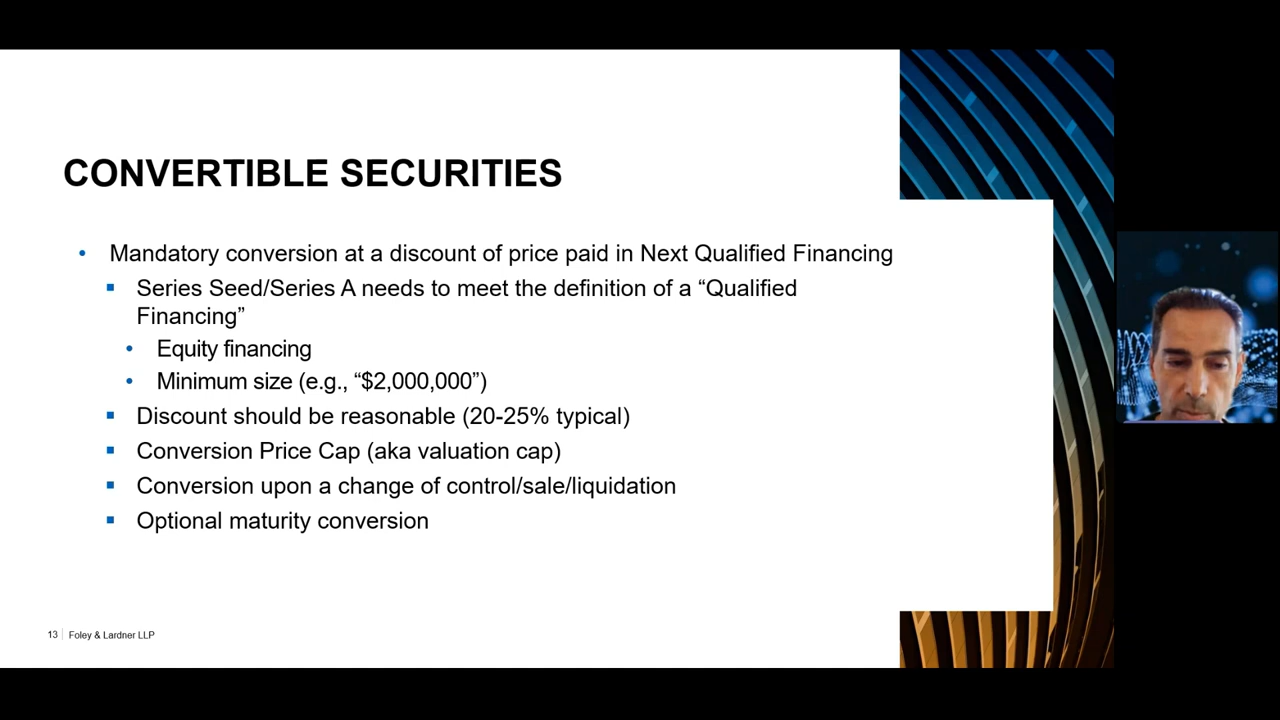 CONVERTIBLE SECURITIES
• Mandatory conversion at a discount of price paid in Next Qualified Financing
▪ Series Seed/Series A needs to meet the definition of a “Qualified
Financing”
• Equity financing
• Minimum size (e.g., “$2,000,000”)
▪ Discount should be reasonable (20-25% typical)
▪ Conversion Price Cap (aka valuation cap)
▪ Conversion upon a change of control/sale/liquidation
▪ Optional maturity conversion
13 | Foley & Lardner LLP